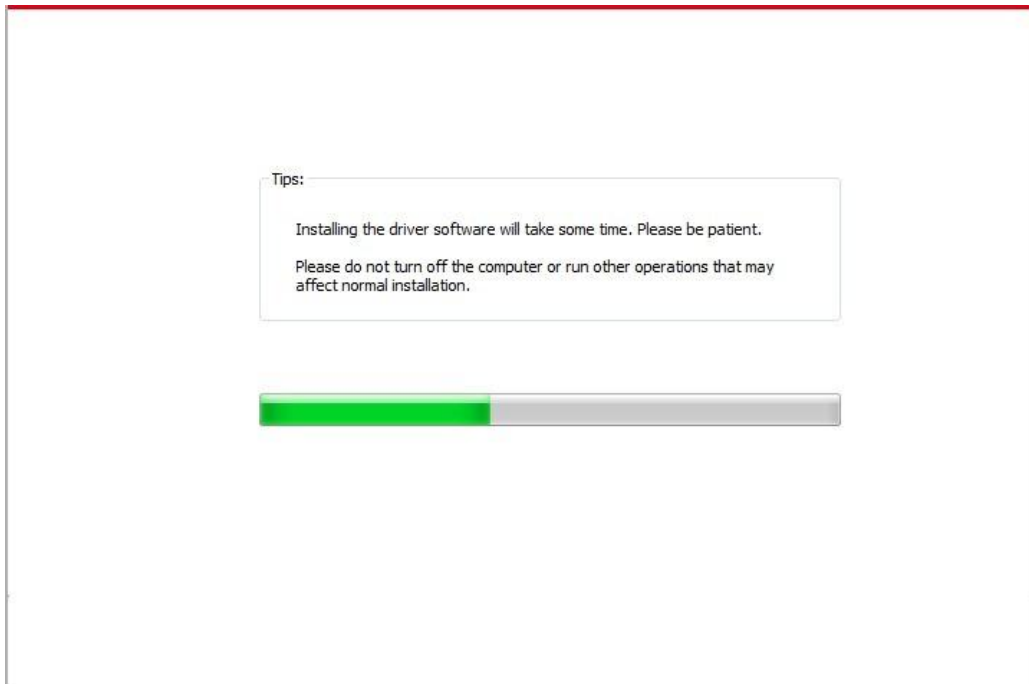 Tips:
Installing the driver software will take some time. Please be patient.
Please do not turn off the computer or run other operations that may
affect normal installation.